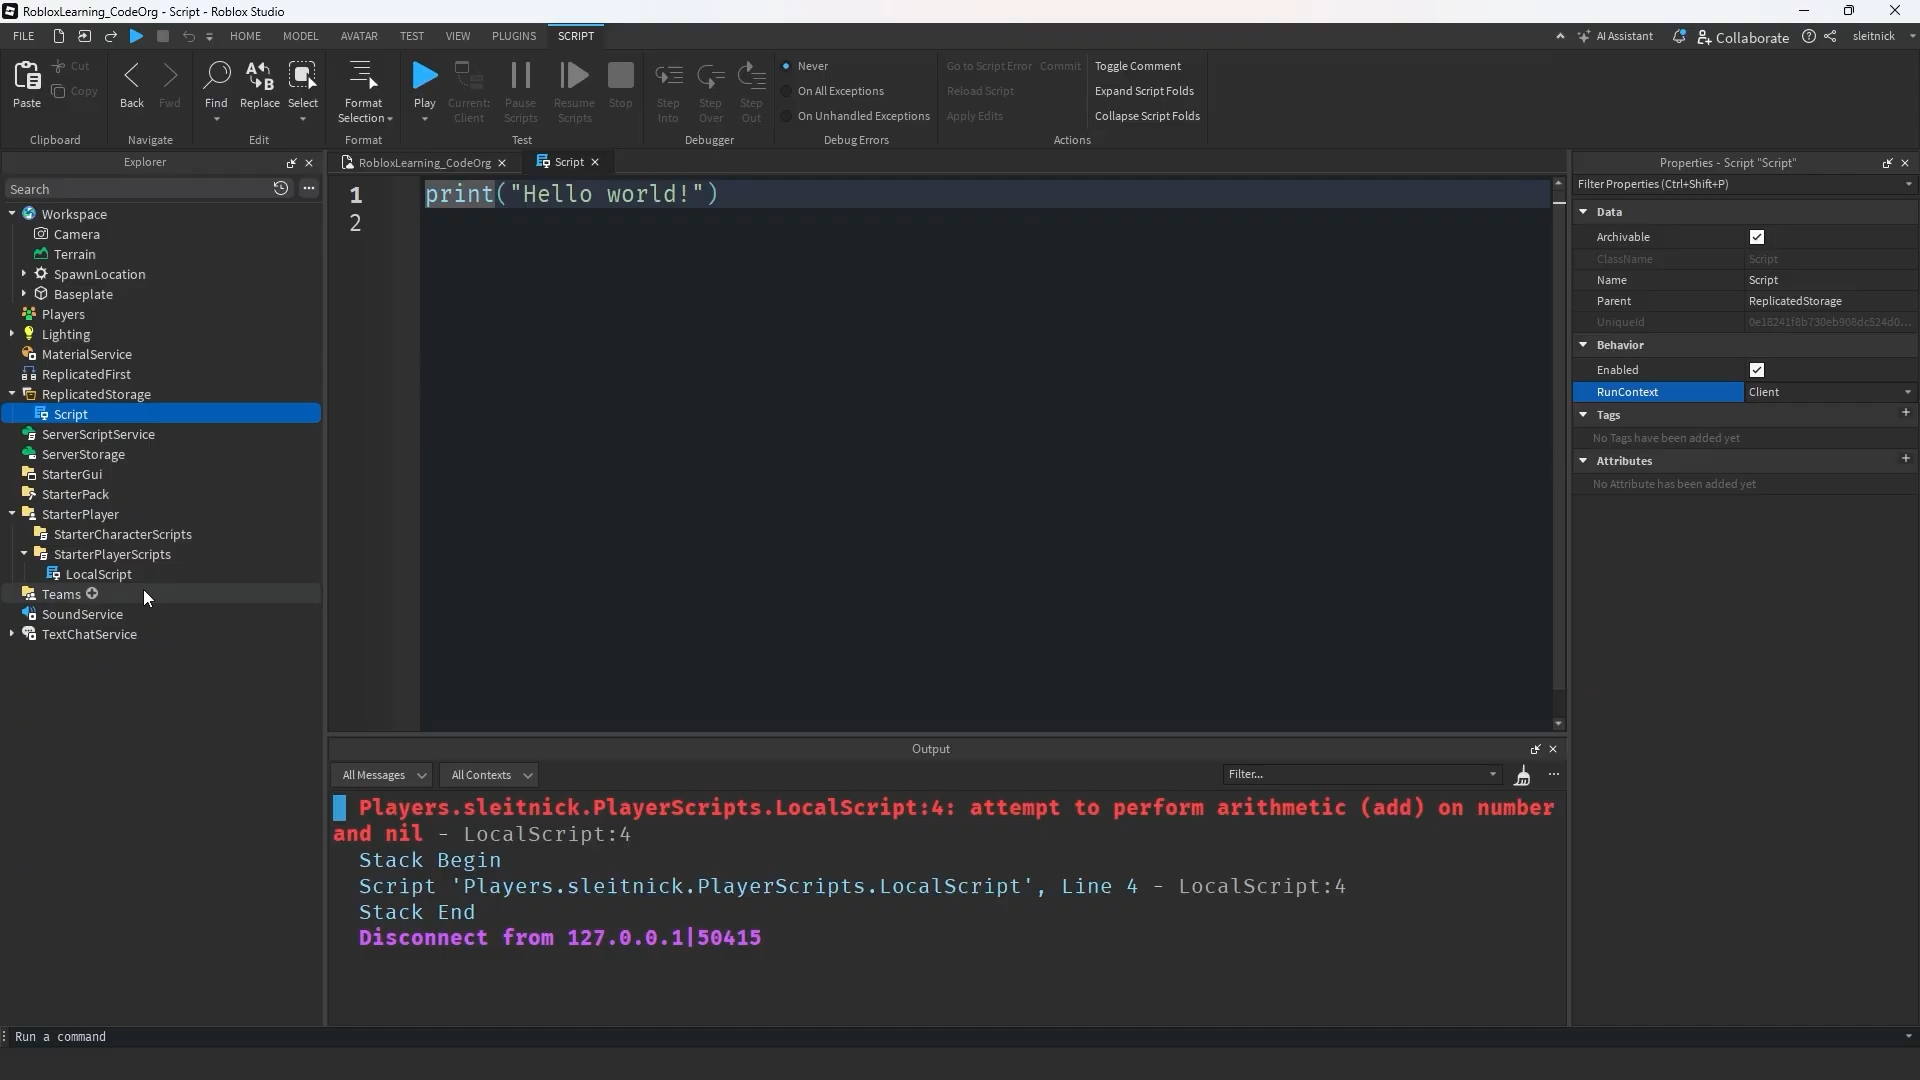 RobloxLearning_CodeOrg - Script - Roblox Studio
FILE HOME MODEL AVATAR TEST VIEW PLUGINS SCRIPT AI Assistant Collaborate sleitnick
Paste Cut Copy Back Fwd Find Replace Select Format Selection Play Current: Client Pause Scripts Resume Scripts Stop Step Into Step Over Step Out
Never
On All Exceptions
On Unhandled Exceptions
Go to Script Error Commit
Reload Script
Apply Edits
Toggle Comment
Expand Script Folds
Collapse Script Folds
Clipboard Navigate Edit Format Test Debugger Debug Errors Actions
Explorer
Search
Workspace
Camera
Terrain
SpawnLocation
Baseplate
Players
Lighting
MaterialService
ReplicatedFirst
ReplicatedStorage
Script
ServerScriptService
ServerStorage
StarterGui
StarterPack
StarterPlayer
StarterCharacterScripts
StarterPlayerScripts
LocalScript
Teams
SoundService
TextChatService
RobloxLearning_CodeOrg Script
1 print("Hello world!")
2
Output
All Messages All Contexts Filter...
Players.sleitnick.PlayerScripts.LocalScript:4: attempt to perform arithmetic (add) on number
and nil - LocalScript:4
Stack Begin
Script 'Players.sleitnick.PlayerScripts.LocalScript', Line 4 - LocalScript:4
Stack End
Disconnect from 127.0.0.1|50415
Properties - Script "Script"
Filter Properties (Ctrl+Shift+P)
Data
Archivable
ClassName Script
Name Script
Parent ReplicatedStorage
UniqueId 0e18241f8b730eb908dc524d0...
Behavior
Enabled
RunContext Client
Tags
No Tags have been added yet
Attributes
No Attribute has been added yet
Run a command